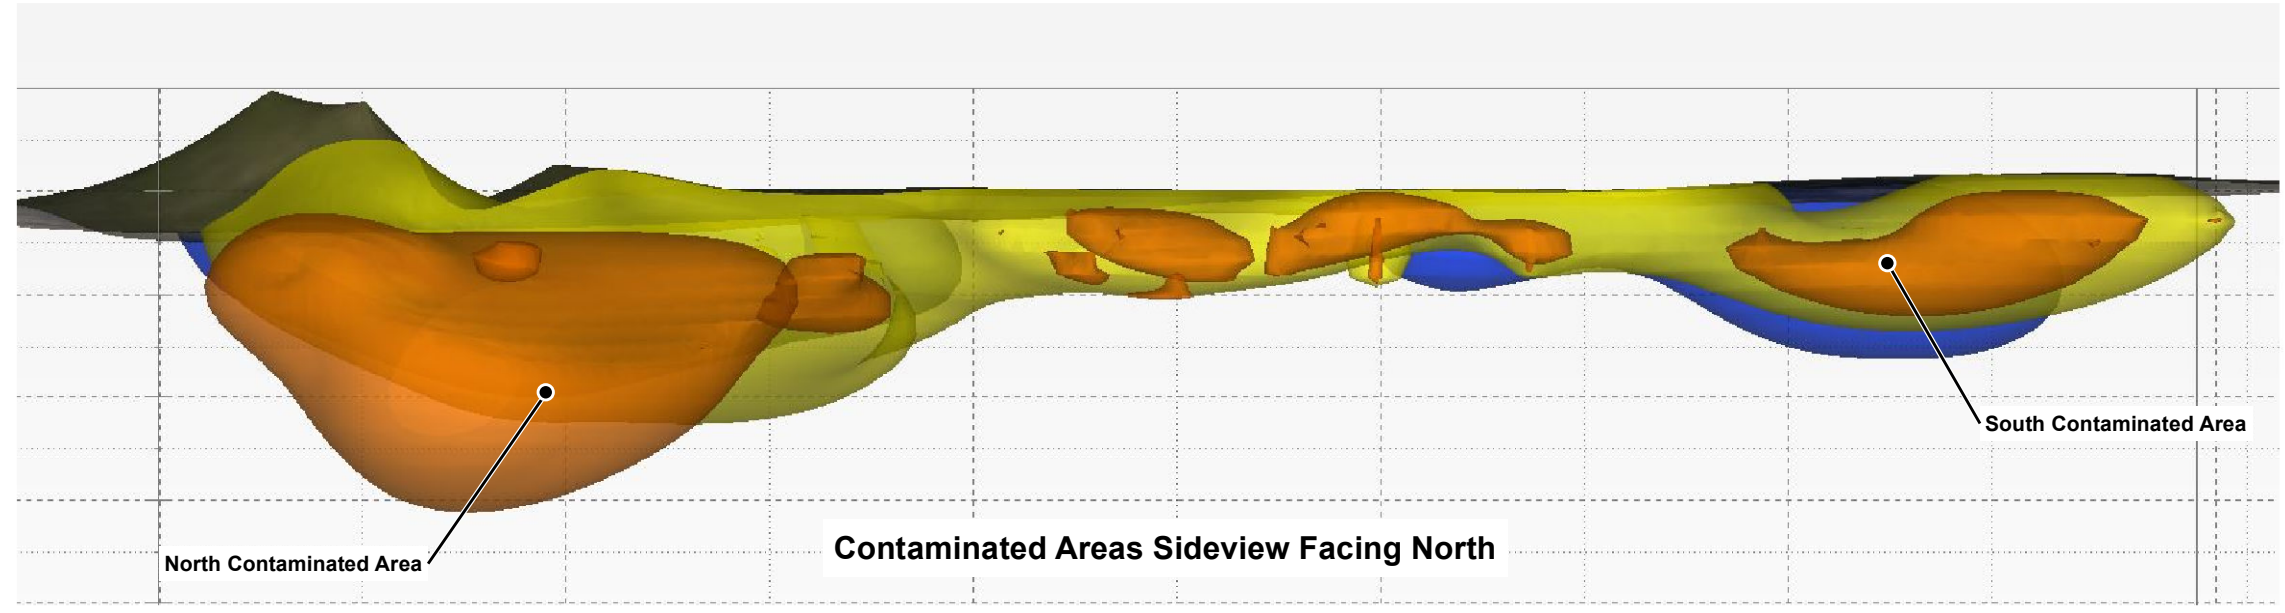 South Contaminated Area
Contaminated Areas Sideview Facing North
North Contaminated Area